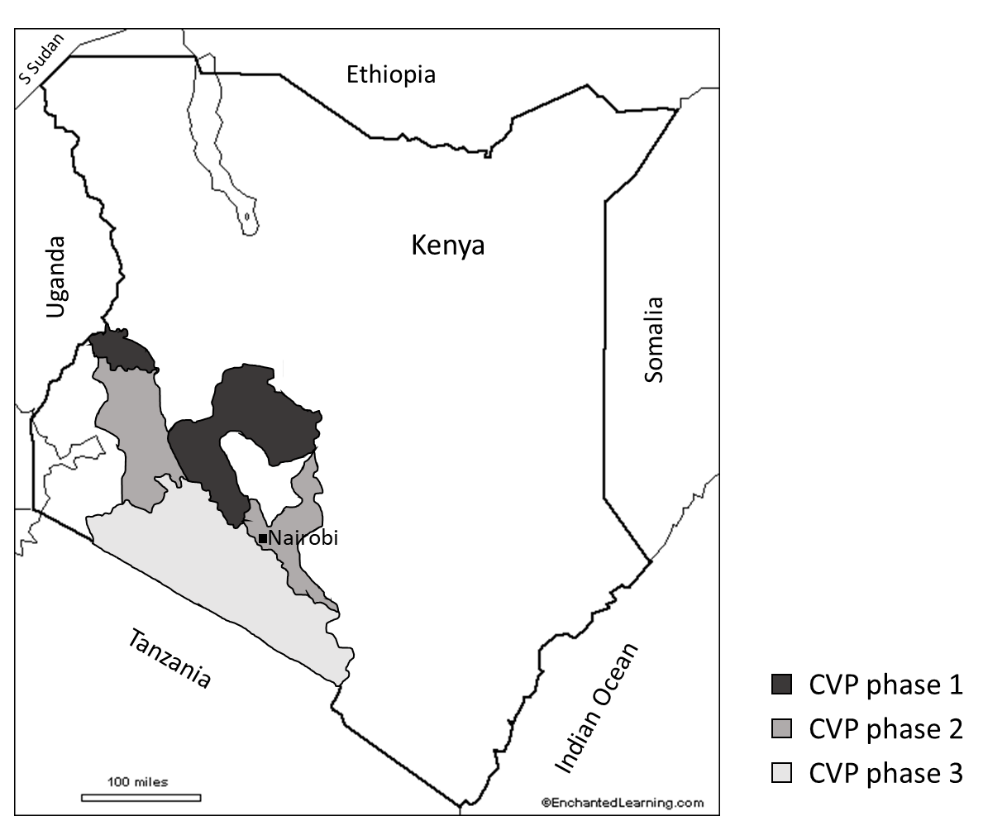 S Sudan
Ethiopia
Kenya
Uganda
Somalia
Nairobi
Tanzania
Indian Ocean
CVP phase 1
CVP phase 2
CVP phase 3
100 miles
©EnchantedLearning.com